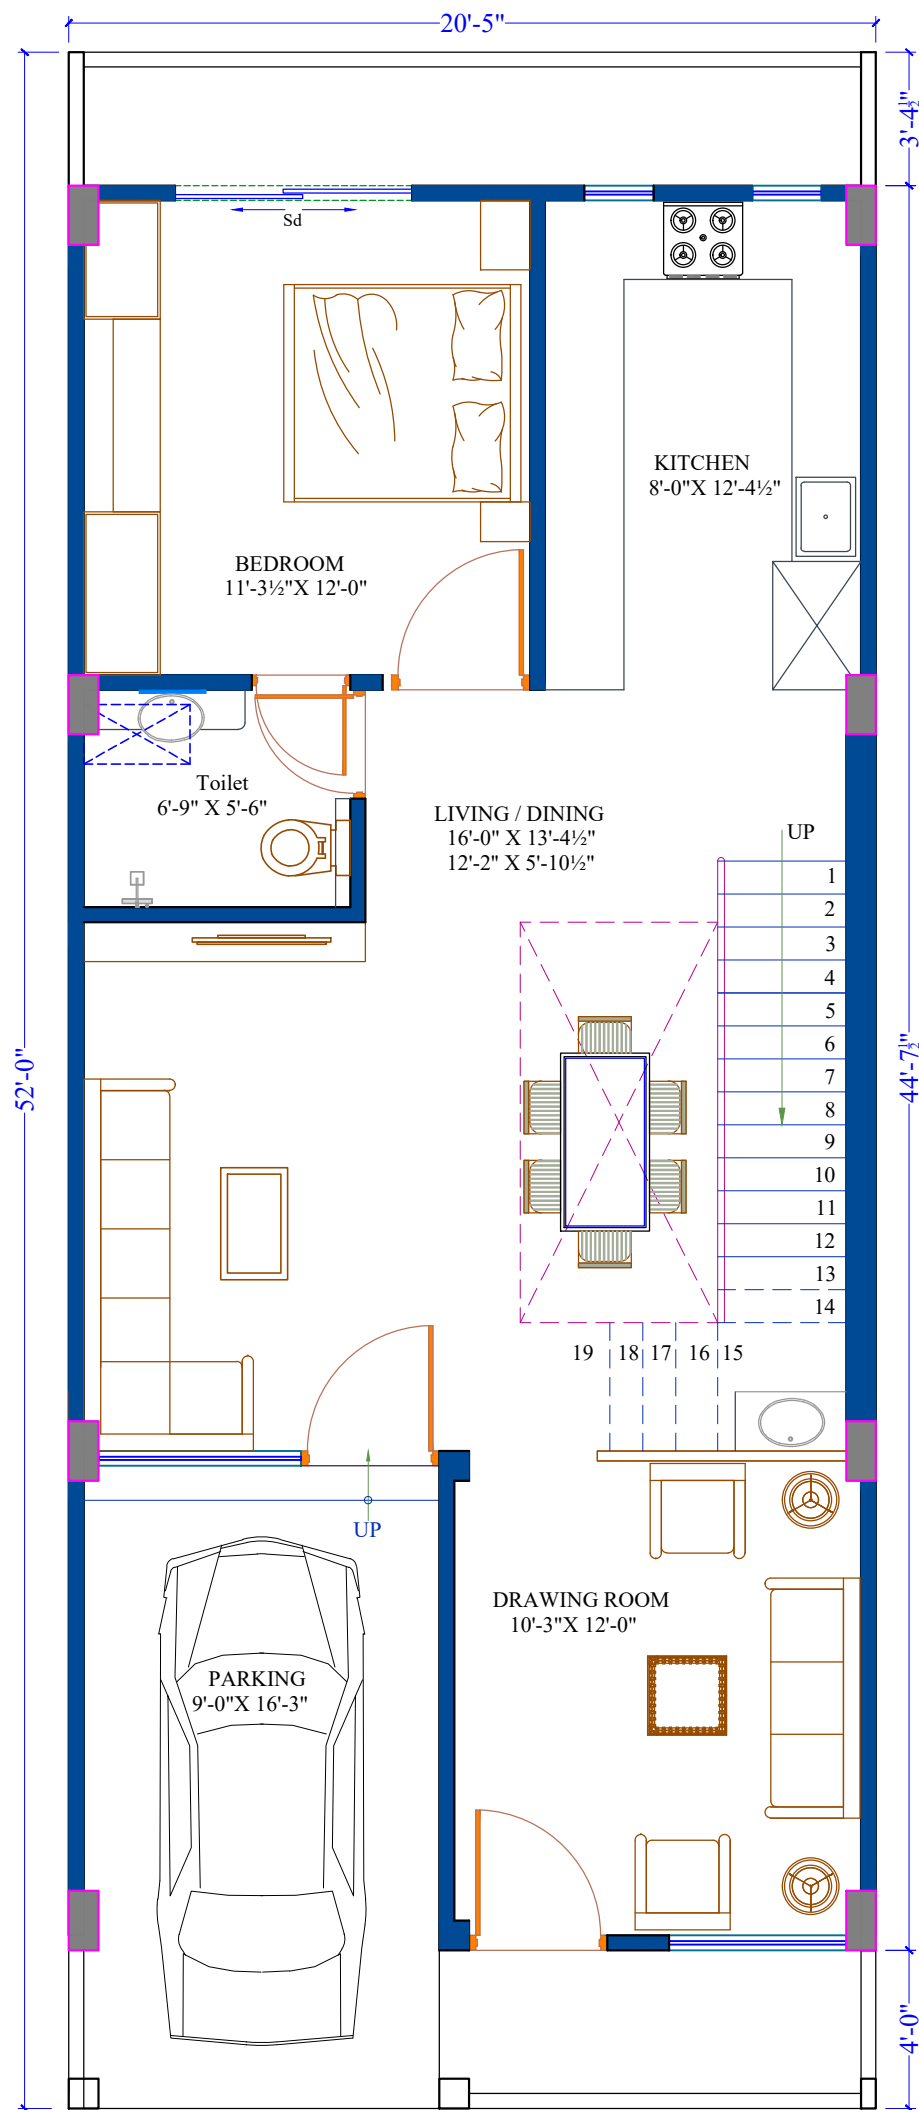 20'-5"
3'-4½"
Sd
KITCHEN
8'-0"X 12'-4½"
BEDROOM
11'-3½"X 12'-0"
Toilet
6'-9" X 5'-6"
LIVING / DINING
16'-0" X 13'-4½"
12'-2" X 5'-10½"
UP
1
2
3
4
5
6
7
8
9
10
11
12
13
14
19 18 17 16 15
52'-0"
44'-7½"
UP
DRAWING ROOM
10'-3"X 12'-0"
PARKING
9'-0"X 16'-3"
4'-0"